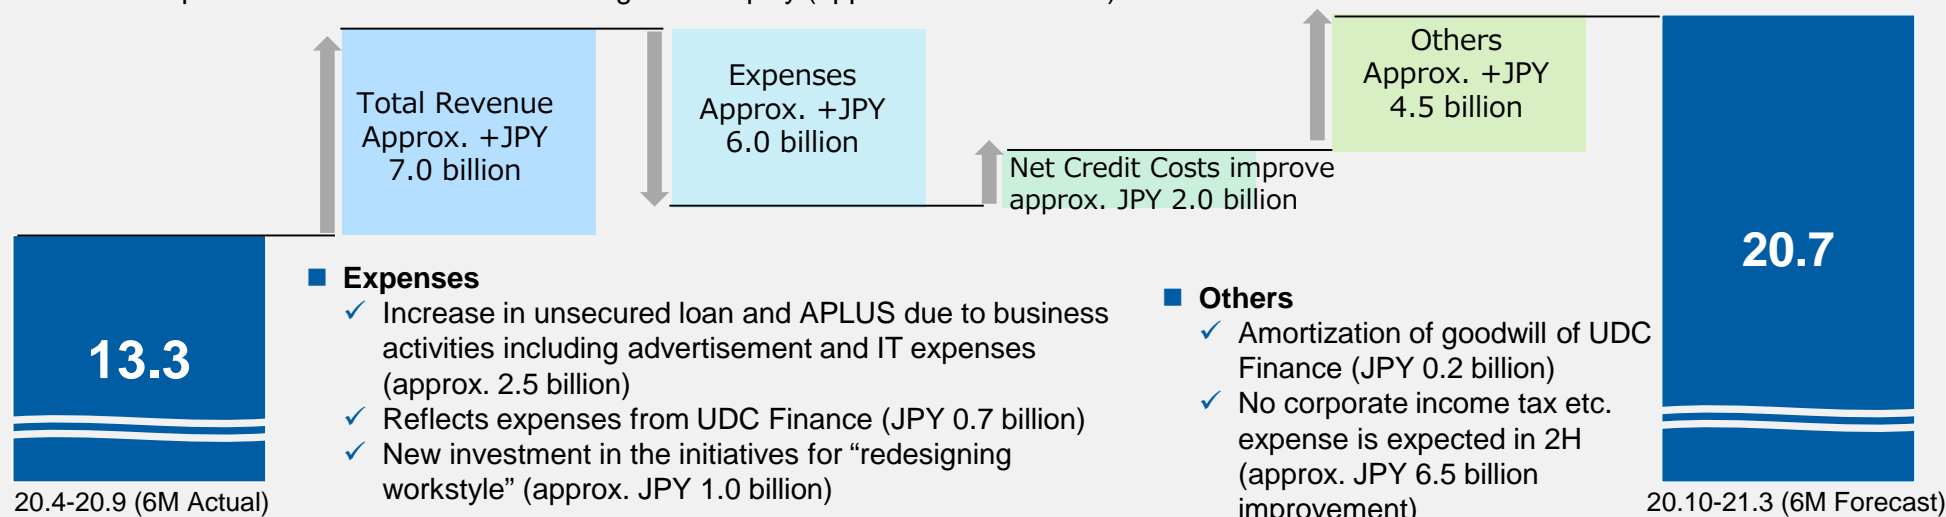 Total Revenue
Approx. +JPY
7.0 billion
Expenses
Approx. +JPY
6.0 billion
Net Credit Costs improve
approx. JPY 2.0 billion
Others
Approx. +JPY
4.5 billion
13.3
20.4-20.9 (6M Actual)
Expenses
Increase in unsecured loan and APLUS due to business
activities including advertisement and IT expenses
(approx. 2.5 billion)
Reflects expenses from UDC Finance (JPY 0.7 billion)
New investment in the initiatives for “redesigning
workstyle” (approx. JPY 1.0 billion)
Others
Amortization of goodwill of UDC
Finance (JPY 0.2 billion)
No corporate income tax etc.
expense is expected in 2H
(approx. JPY 6.5 billion
improvement)
20.7
20.10-21.3 (6M Forecast)